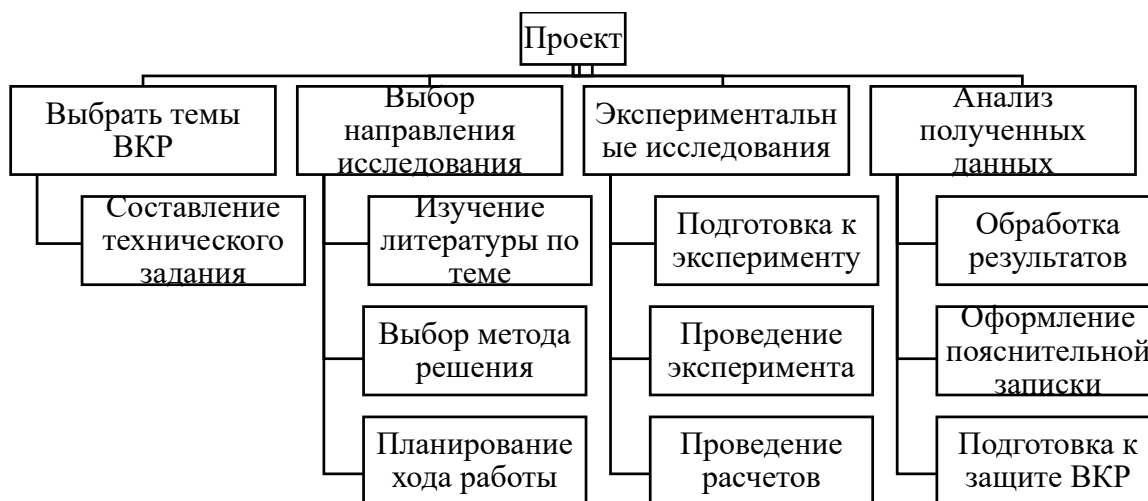 Проект
Выбрать темы
ВКР
Составление
технического
задания
Выбор
направления
исследования
Изучение
литературы по
теме
Выбор метода
решения
Планирование
хода работы
Экспериментальн
ые исследования
Подготовка к
эксперименту
Проведение
эксперимента
Проведение
расчетов
Анализ
полученных
данных
Обработка
результатов
Оформление
пояснительной
записки
Подготовка к
защите ВКР